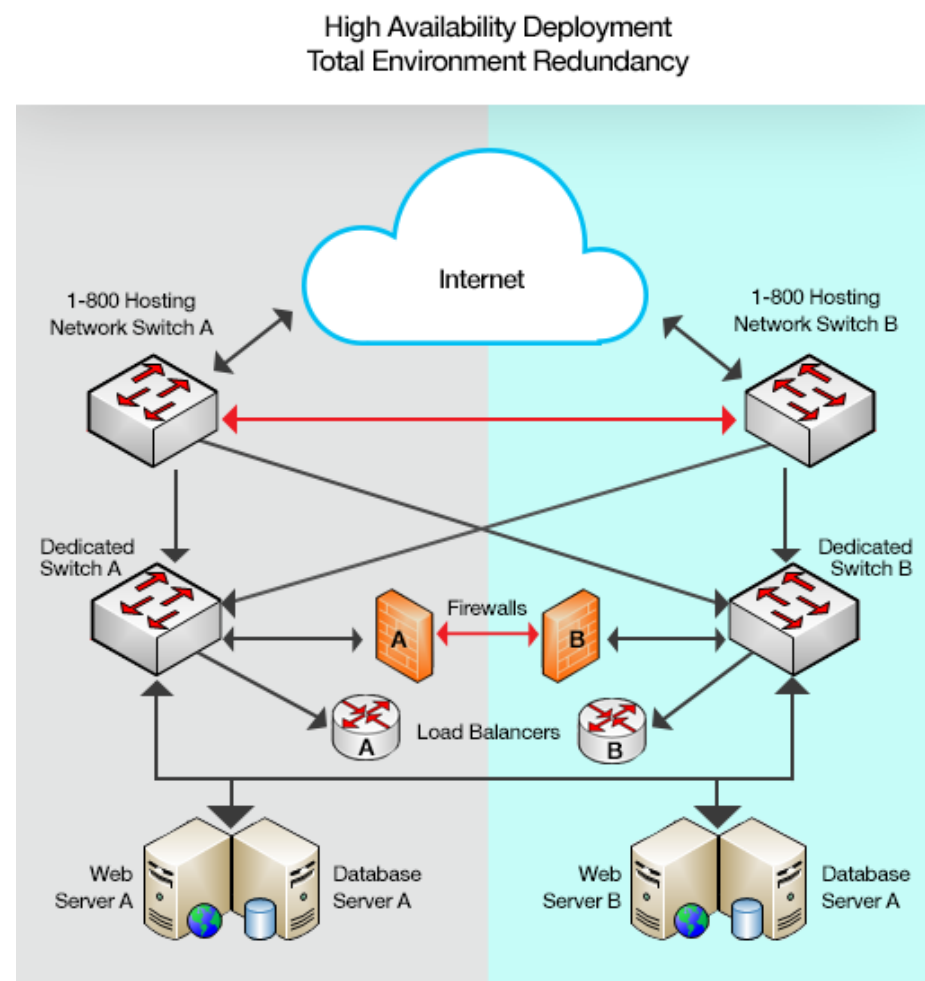 High Availability Deployment
Total Environment Redundancy
Internet
1-800 Hosting
Network Switch A
1-800 Hosting
Network Switch B
Dedicated
Switch A
Dedicated
Switch B
Firewalls
A
B
Load Balancers
A
B
Web
Server A
Database
Server A
Web
Server B
Database
Server A